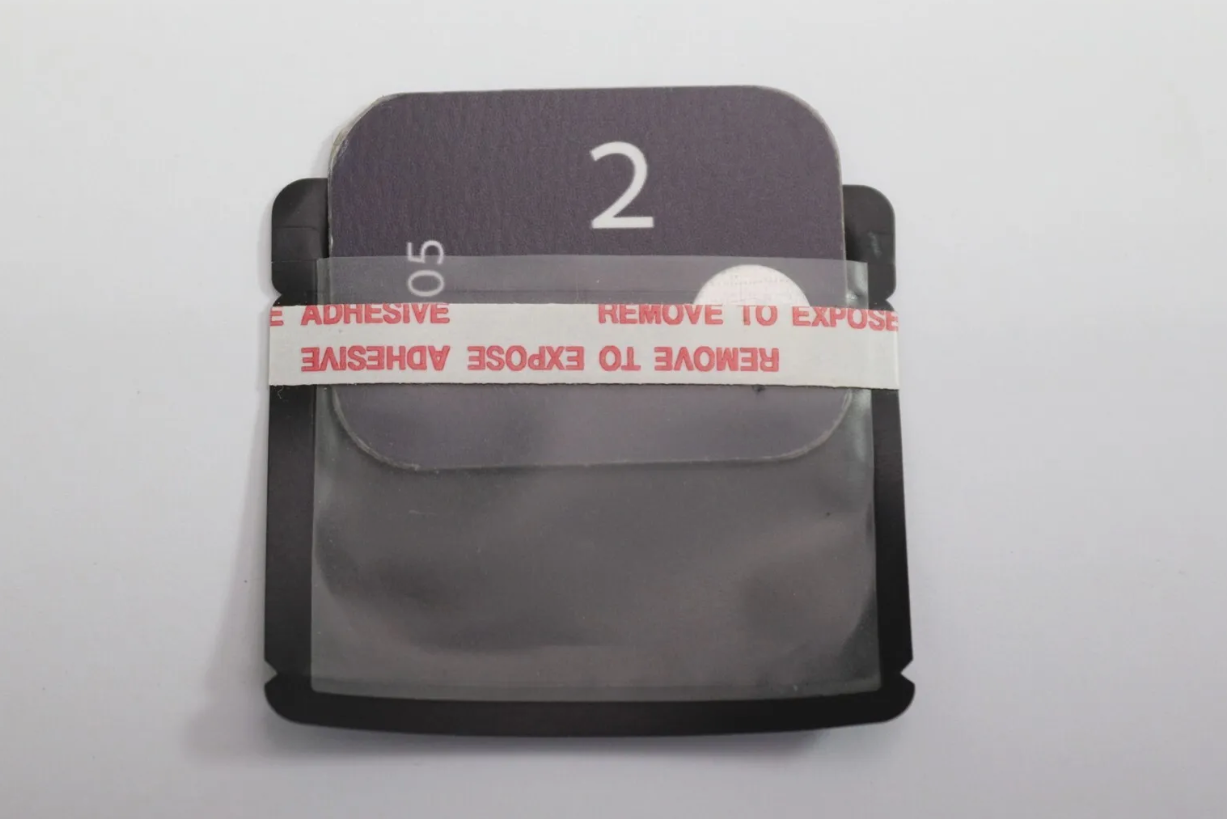 2
05
E ADHESIVE REMOVE TO EXPOSE
REMOVE TO EXPOSE ADHESIVE